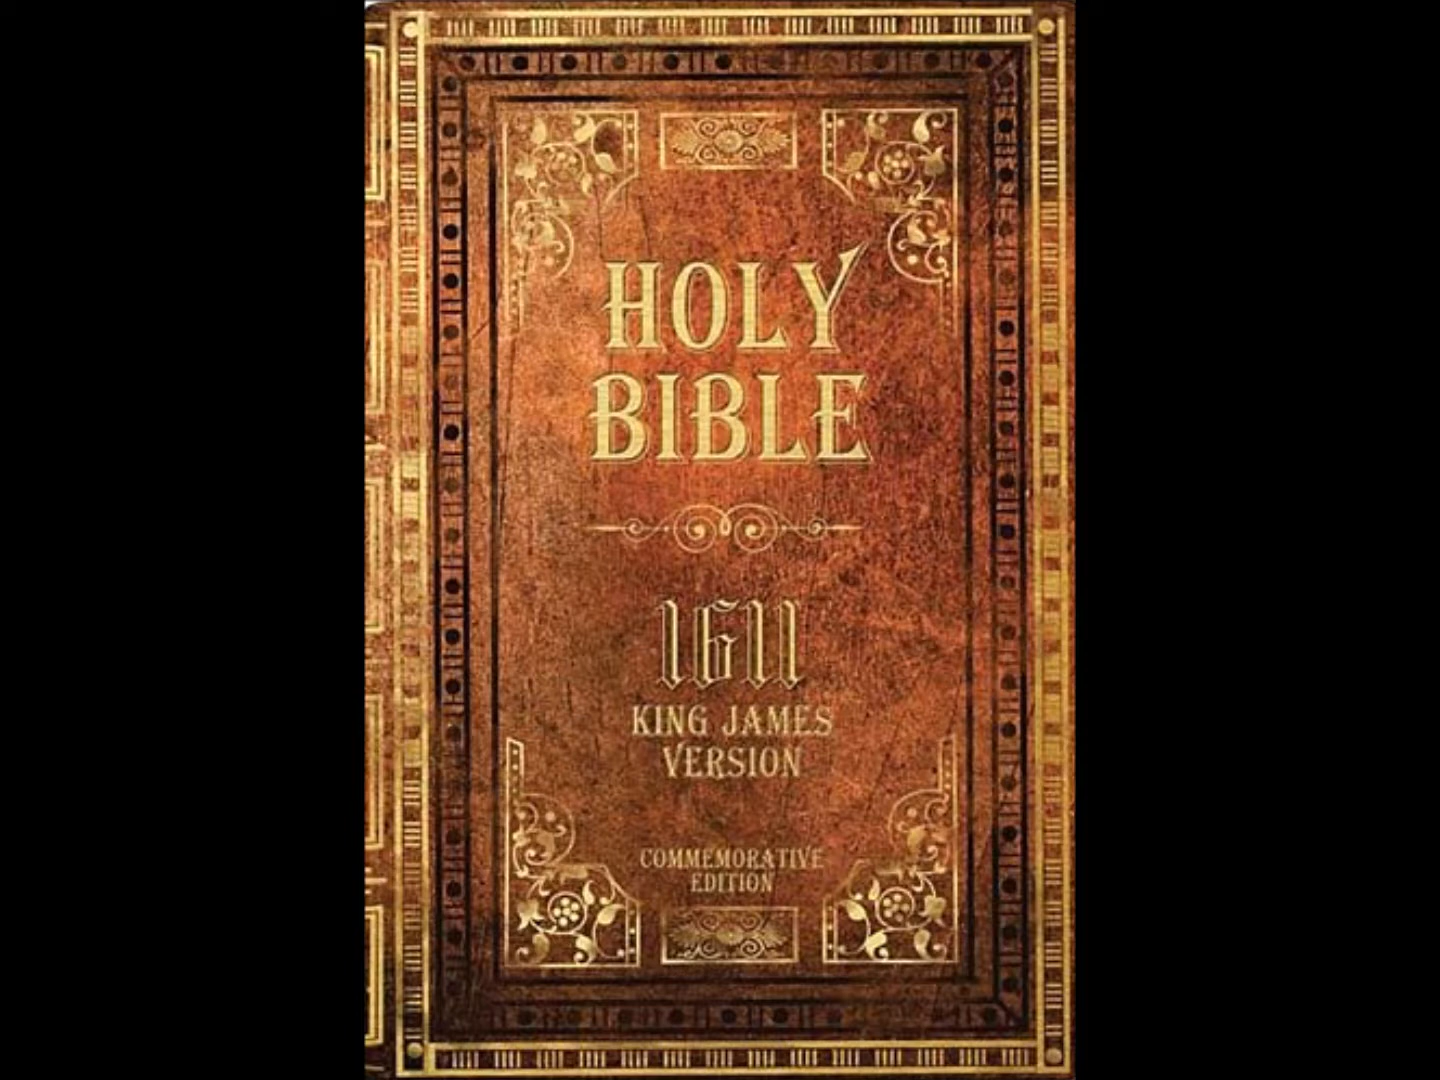 HOLY
BIBLE
1611
KING JAMES
VERSION
COMMEMORATIVE
EDITION